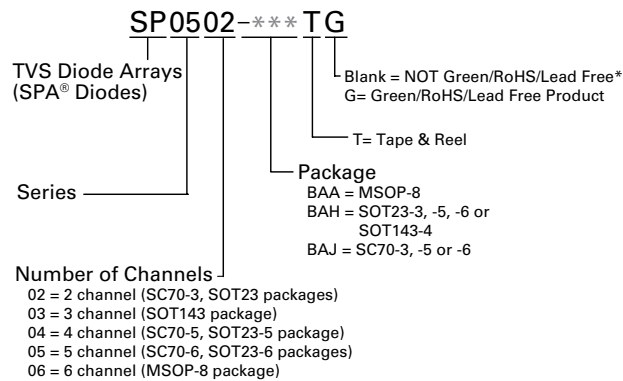 SP0502-***TG
TVS Diode Arrays
(SPA® Diodes)
Blank = NOT Green/RoHS/Lead Free*
G= Green/RoHS/Lead Free Product
T= Tape & Reel
Package
BAA = MSOP-8
BAH = SOT23-3, -5, -6 or
SOT143-4
BAJ = SC70-3, -5 or -6
Series
Number of Channels
02 = 2 channel (SC70-3, SOT23 packages)
03 = 3 channel (SOT143 package)
04 = 4 channel (SC70-5, SOT23-5 package)
05 = 5 channel (SC70-6, SOT23-6 packages)
06 = 6 channel (MSOP-8 package)